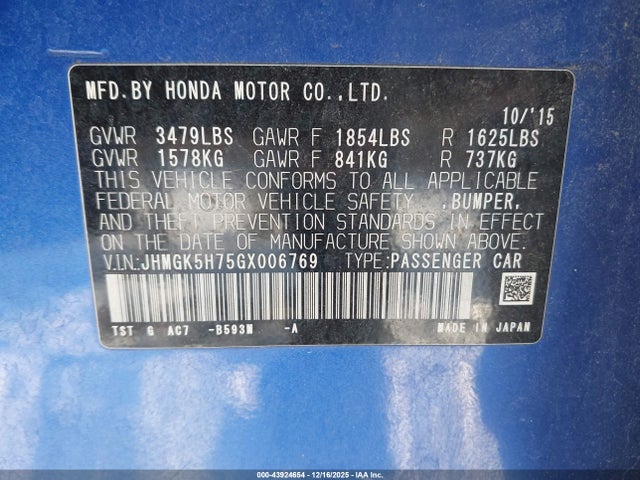 MFD.BY HONDA MOTOR CO.,LTD.
10/'15
GVWR 3479LBS GAWR F 1854LBS R 1625LBS
GVWR 1578KG GAWR F 841KG R 737KG
THIS VEHICLE CONFORMS TO ALL APPLICABLE
FEDERAL MOTOR VEHICLE SAFETY ,BUMPER,
AND THEFT PREVENTION STANDARDS IN EFFECT
ON THE DATE OF MANUFACTURE SHOWN ABOVE.
V.IN.:JHMGK5H75GX006769 TYPE:PASSENGER CAR
TST G AC7 -B593M -A MADE IN JAPAN
000-43924654 - 12/16/2025 - IAA Inc.